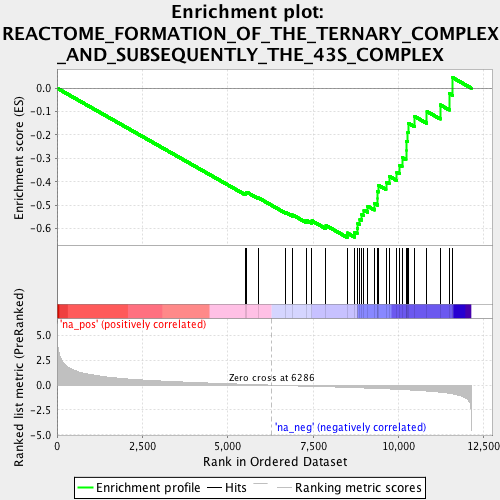 Enrichment plot:
REACTOME_FORMATION_OF_THE_TERNARY_COMPLEX
_AND_SUBSEQUENTLY_THE_43S_COMPLEX
Enrichment score (ES)
0.0
-0.1
-0.2
-0.3
-0.4
-0.5
-0.6
'na_pos' (positively correlated)
Ranked list metric (PreRanked)
5.0
2.5
0.0
-2.5
-5.0
Zero cross at 6286
'na_neg' (negatively correlated)
0
2,500
5,000
7,500
10,000
12,500
Rank in Ordered Dataset
Enrichment profile
Hits
Ranking metric scores